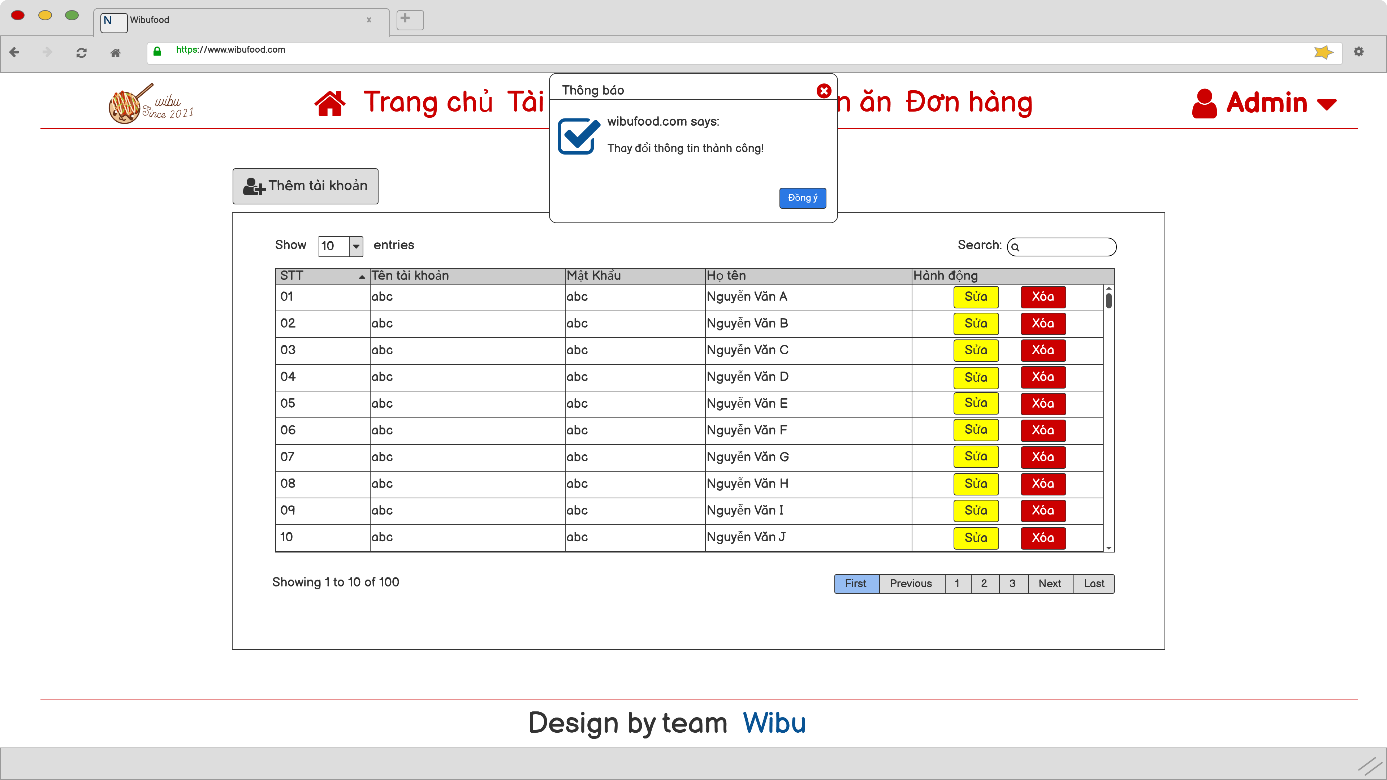 N Wibufood x
https://www.wibufood.com
wibu
Since 2021
Trang chủ Tài n ăn Đơn hàng Admin
Thông báo
wibufood.com says:
Thay đổi thông tin thành công!
Đồng ý
Thêm tài khoản
Show 10 entries Search:
STT Tên tài khoản Mật Khẩu Họ tên Hành động
01 abc abc Nguyễn Văn A Sửa Xóa
02 abc abc Nguyễn Văn B Sửa Xóa
03 abc abc Nguyễn Văn C Sửa Xóa
04 abc abc Nguyễn Văn D Sửa Xóa
05 abc abc Nguyễn Văn E Sửa Xóa
06 abc abc Nguyễn Văn F Sửa Xóa
07 abc abc Nguyễn Văn G Sửa Xóa
08 abc abc Nguyễn Văn H Sửa Xóa
09 abc abc Nguyễn Văn I Sửa Xóa
10 abc abc Nguyễn Văn J Sửa Xóa
Showing 1 to 10 of 100 First Previous 1 2 3 Next Last
Design by team Wibu